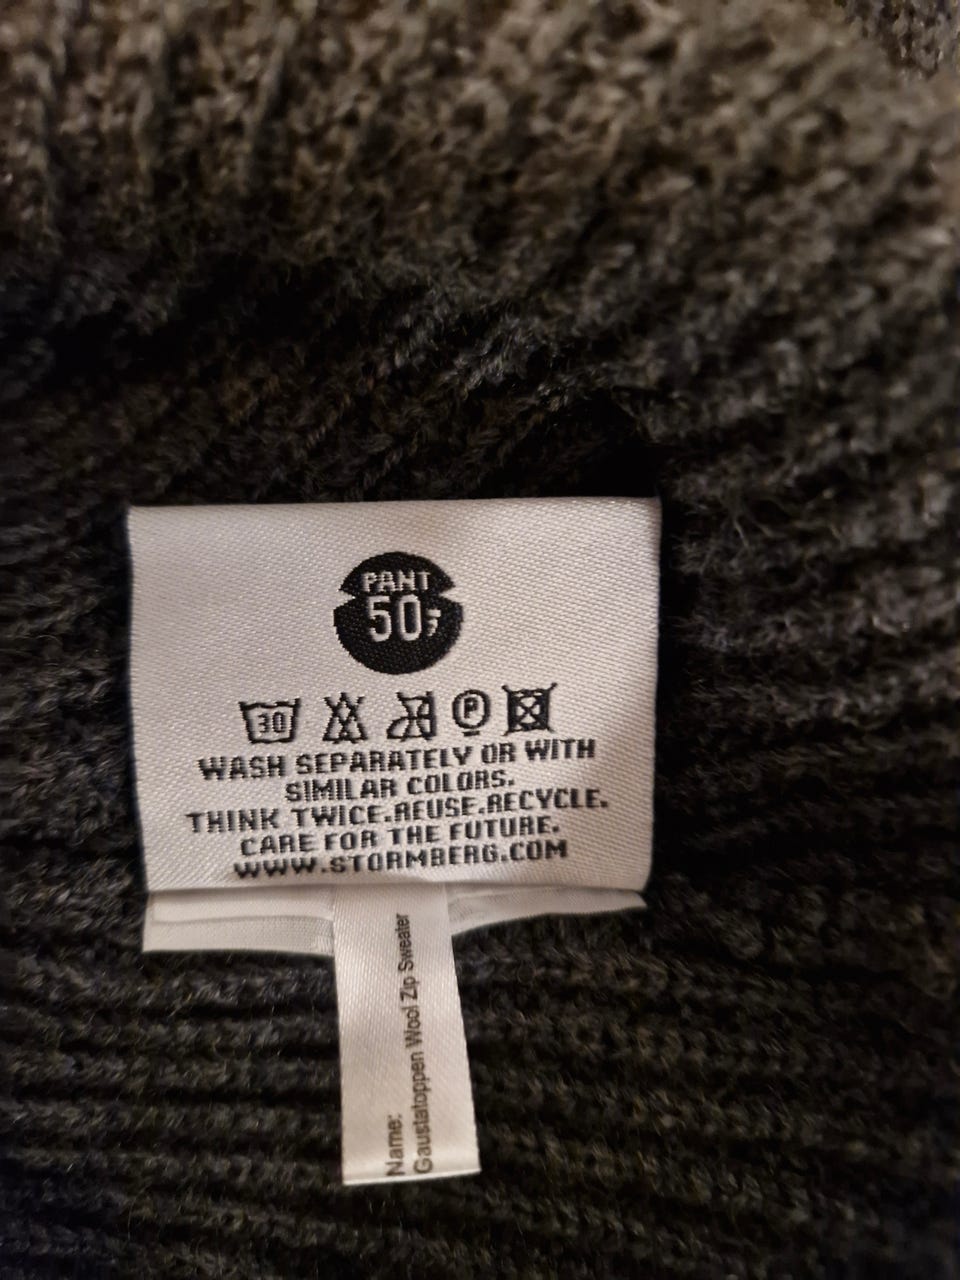 PANT
50,-
30
P
WASH SEPARATELY OR WITH
SIMILAR COLORS.
THINK TWICE.REUSE.RECYCLE.
CARE FOR THE FUTURE.
WWW.STORMBERG.COM
Name:
Gaustatoppen Wool Zip Sweater